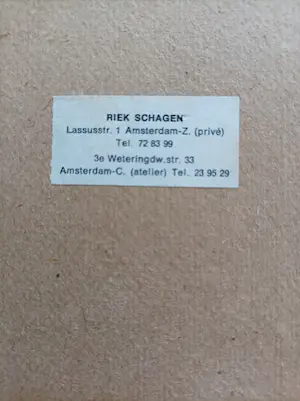 RIEK SCHAGEN
Lassusstr. 1 Amsterdam-Z. (privé)
Tel. 72 83 99
3e Weteringdw.str. 33
Amsterdam-C. (atelier) Tel. 23 95 29